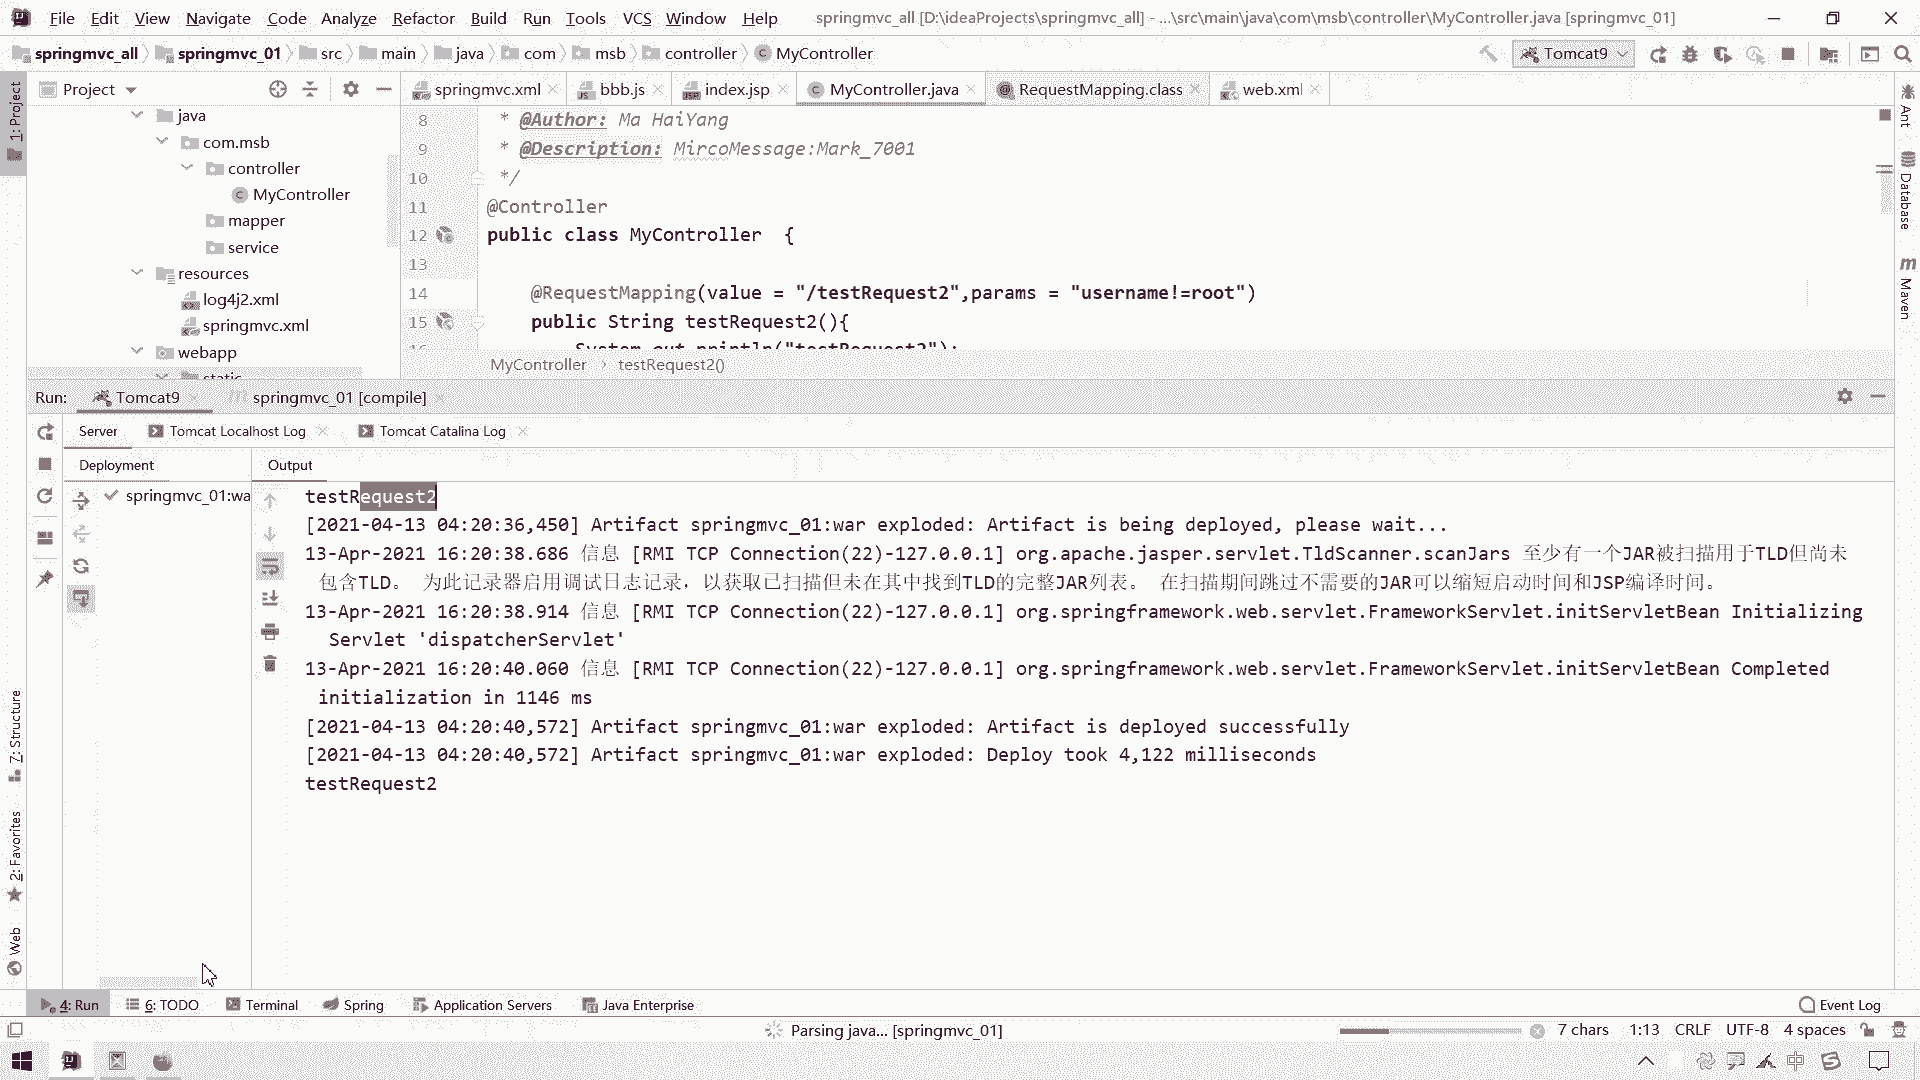 File Edit View Navigate Code Analyze Refactor Build Run Tools VCS Window Help springmvc_all [D:\ideaProjects\springmvc_all] - ...\src\main\java\com\msb\controller\MyController.java [springmvc_01]
springmvc_all springmvc_01 src main java com msb controller MyController Tomcat9
Project springmvc.xml bbb.js index.jsp MyController.java RequestMapping.class web.xml
1: Project
Ant
Database
Maven
java
com.msb
controller
MyController
mapper
service
resources
log4j2.xml
springmvc.xml
webapp
static
8 * @Author: Ma HaiYang
9 * @Description: MircoMessage:Mark_7001
10 */
11 @Controller
12 public class MyController {
13
14 @RequestMapping(value = "/testRequest2",params = "username!=root")
15 public String testRequest2(){
16 System.out.println("testRequest2");
MyController › testRequest2()
Run: Tomcat9 springmvc_01 [compile]
Server Tomcat Localhost Log Tomcat Catalina Log
Deployment Output
springmvc_01:wa
testRequest2
[2021-04-13 04:20:36,450] Artifact springmvc_01:war exploded: Artifact is being deployed, please wait...
13-Apr-2021 16:20:38.686 信息 [RMI TCP Connection(22)-127.0.0.1] org.apache.jasper.servlet.TldScanner.scanJars 至少有一个JAR被扫描用于TLD但尚未
包含TLD。 为此记录器启用调试日志记录，以获取已扫描但未在其中找到TLD的完整JAR列表。 在扫描期间跳过不需要的JAR可以缩短启动时间和JSP编译时间。
13-Apr-2021 16:20:38.914 信息 [RMI TCP Connection(22)-127.0.0.1] org.springframework.web.servlet.FrameworkServlet.initServletBean Initializing
Servlet 'dispatcherServlet'
13-Apr-2021 16:20:40.060 信息 [RMI TCP Connection(22)-127.0.0.1] org.springframework.web.servlet.FrameworkServlet.initServletBean Completed
initialization in 1146 ms
[2021-04-13 04:20:40,572] Artifact springmvc_01:war exploded: Artifact is deployed successfully
[2021-04-13 04:20:40,572] Artifact springmvc_01:war exploded: Deploy took 4,122 milliseconds
testRequest2
7: Structure
2: Favorites
Web
4: Run 6: TODO Terminal Spring Application Servers Java Enterprise Event Log
Parsing java... [springmvc_01] 7 chars 1:13 CRLF UTF-8 4 spaces
中